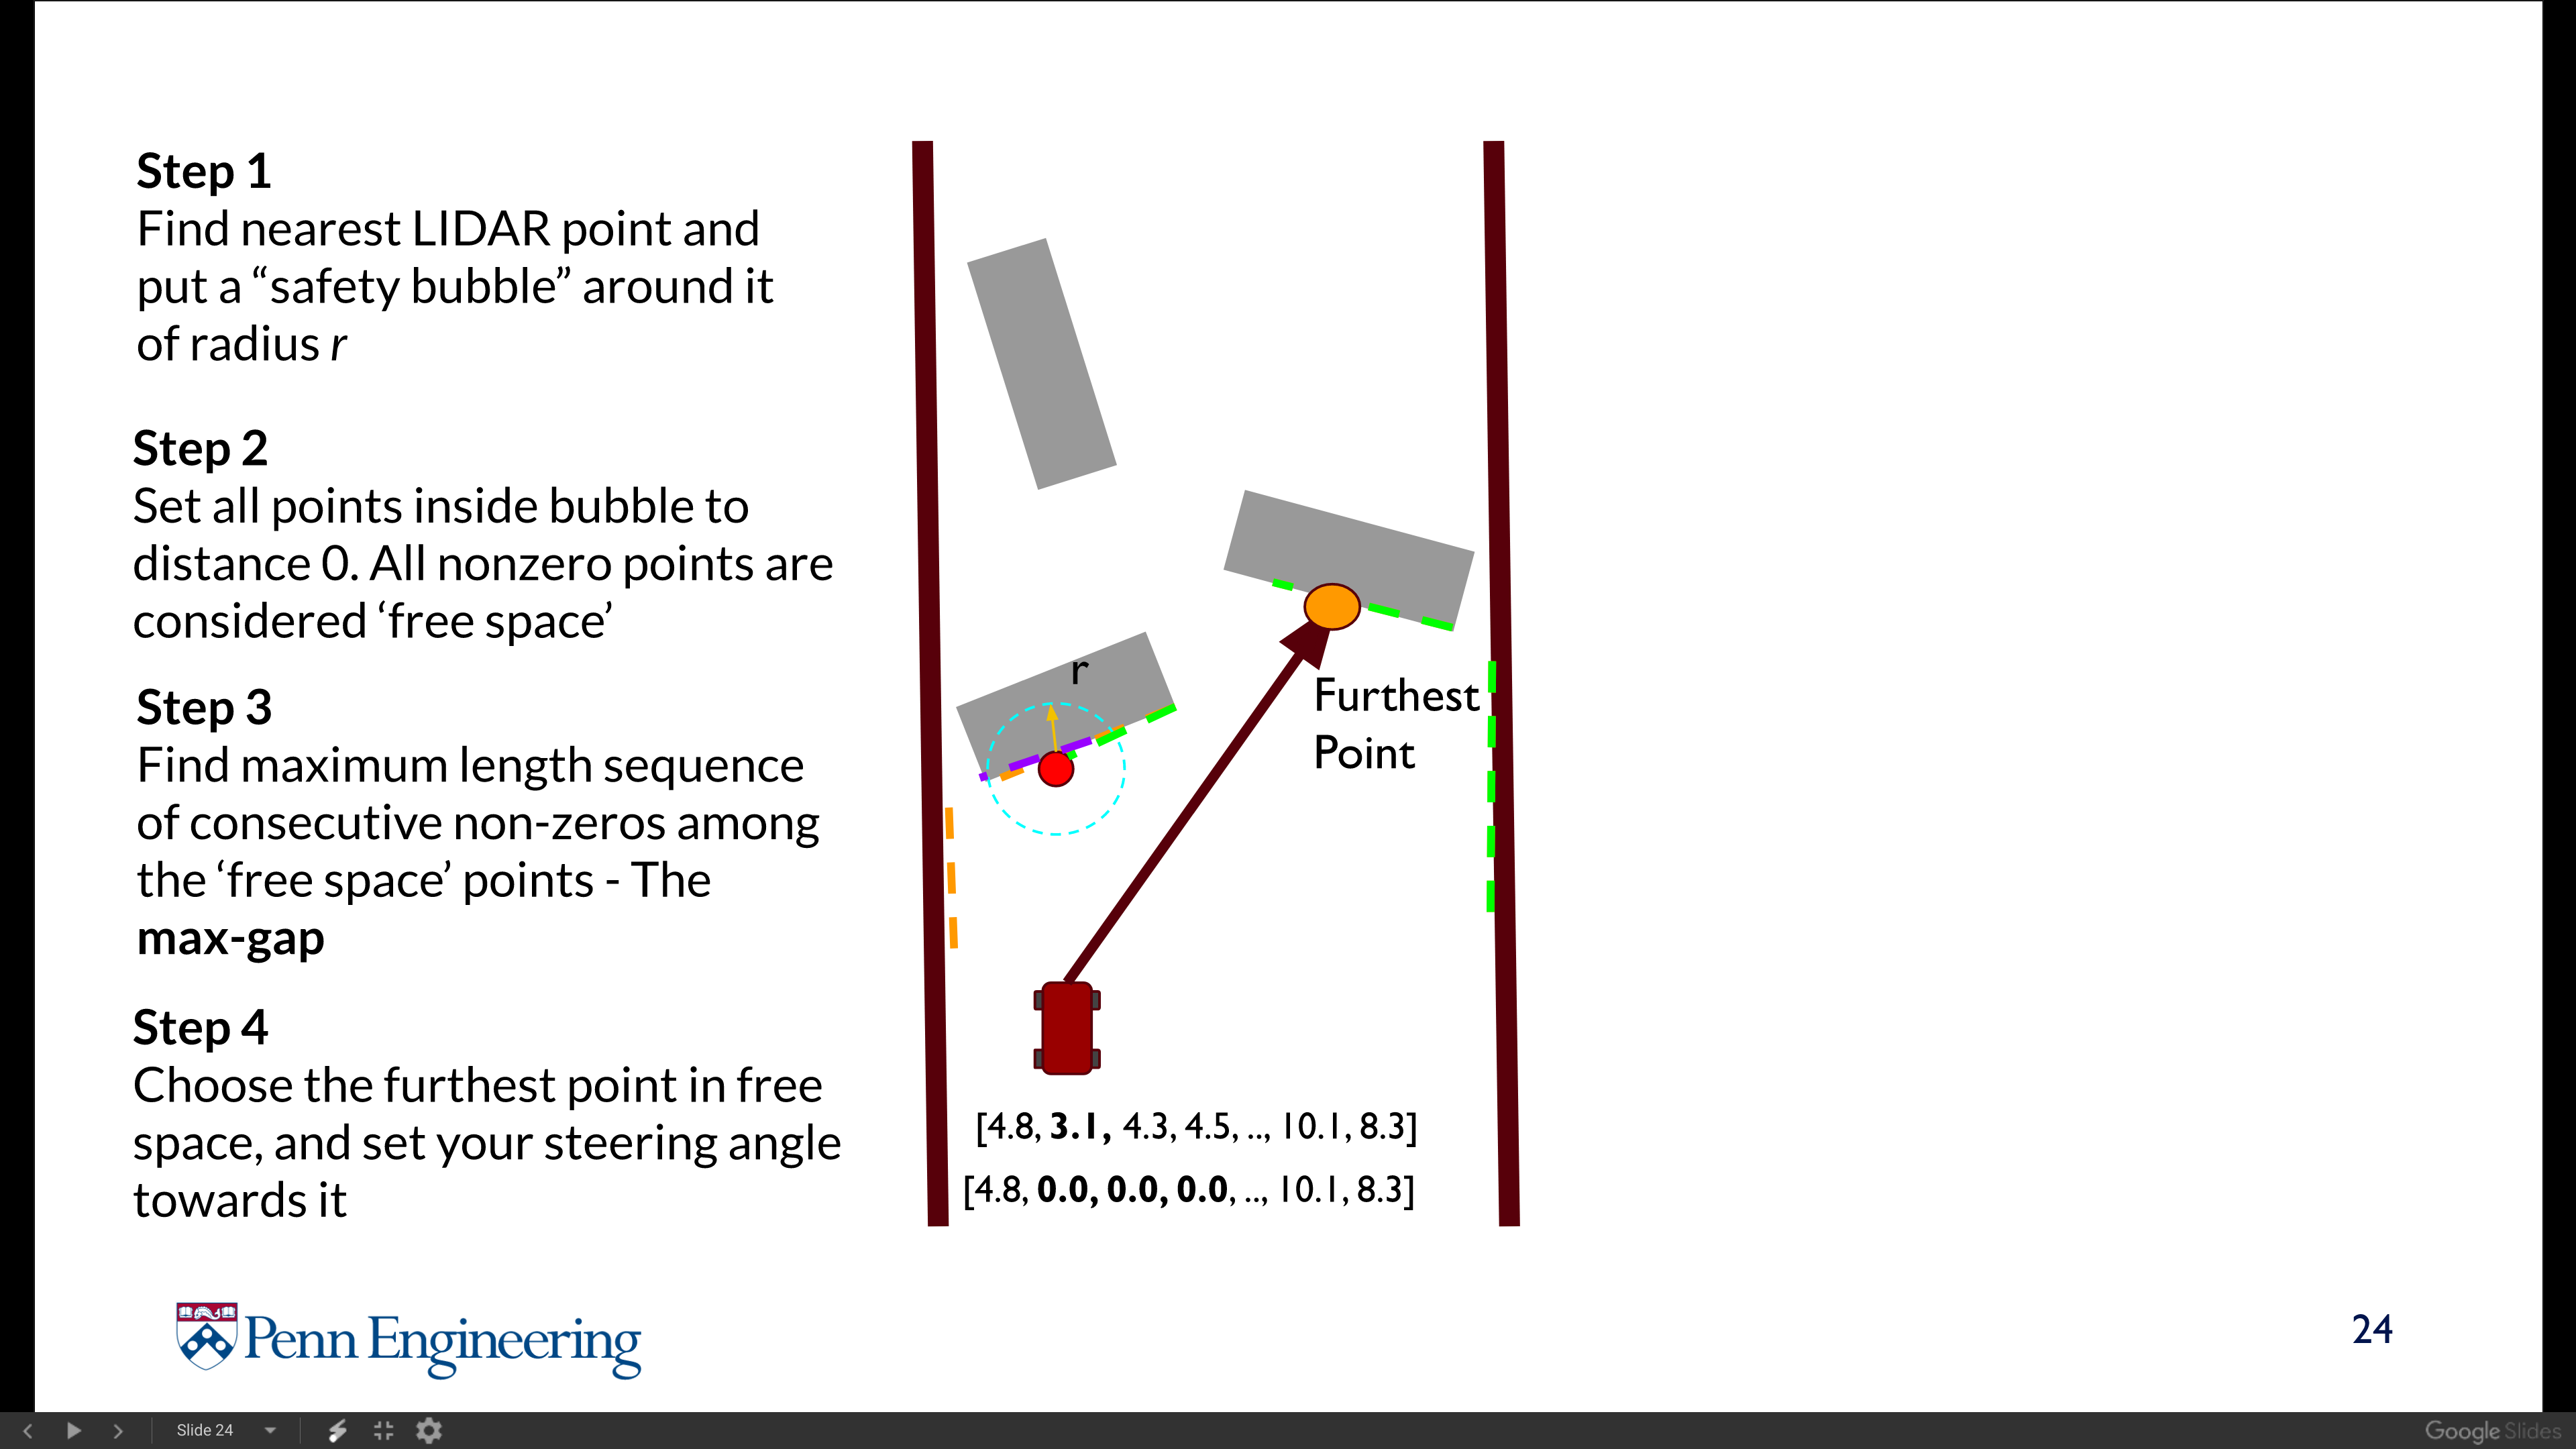 Step 1
Find nearest LIDAR point and
put a “safety bubble” around it
of radius r
Step 2
Set all points inside bubble to
distance 0. All nonzero points are
considered ‘free space’
Step 3
Find maximum length sequence
of consecutive non-zeros among
the ‘free space’ points - The
max-gap
Step 4
Choose the furthest point in free
space, and set your steering angle
towards it
r
Furthest
Point
[4.8, 3.1, 4.3, 4.5, .., 10.1, 8.3]
[4.8, 0.0, 0.0, 0.0, .., 10.1, 8.3]
Penn Engineering
24
Slide 24
Google Slides